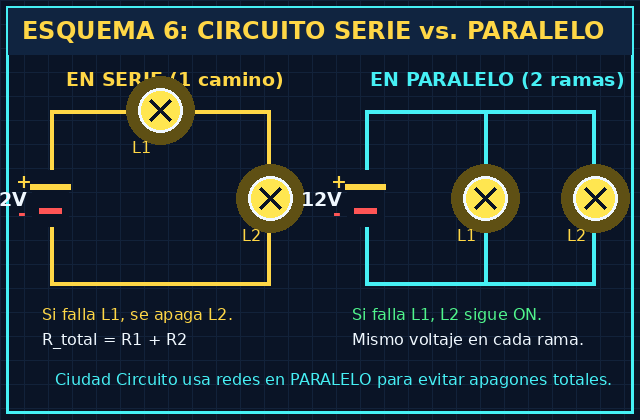 ESQUEMA 6: CIRCUITO SERIE vs. PARALELO
EN SERIE (1 camino)
L1
+
2V
-
L2
Si falla L1, se apaga L2.
R_total = R1 + R2
EN PARALELO (2 ramas)
+
12V
-
L1
L2
Si falla L1, L2 sigue ON.
Mismo voltaje en cada rama.
Ciudad Circuito usa redes en PARALELO para evitar apagones totales.